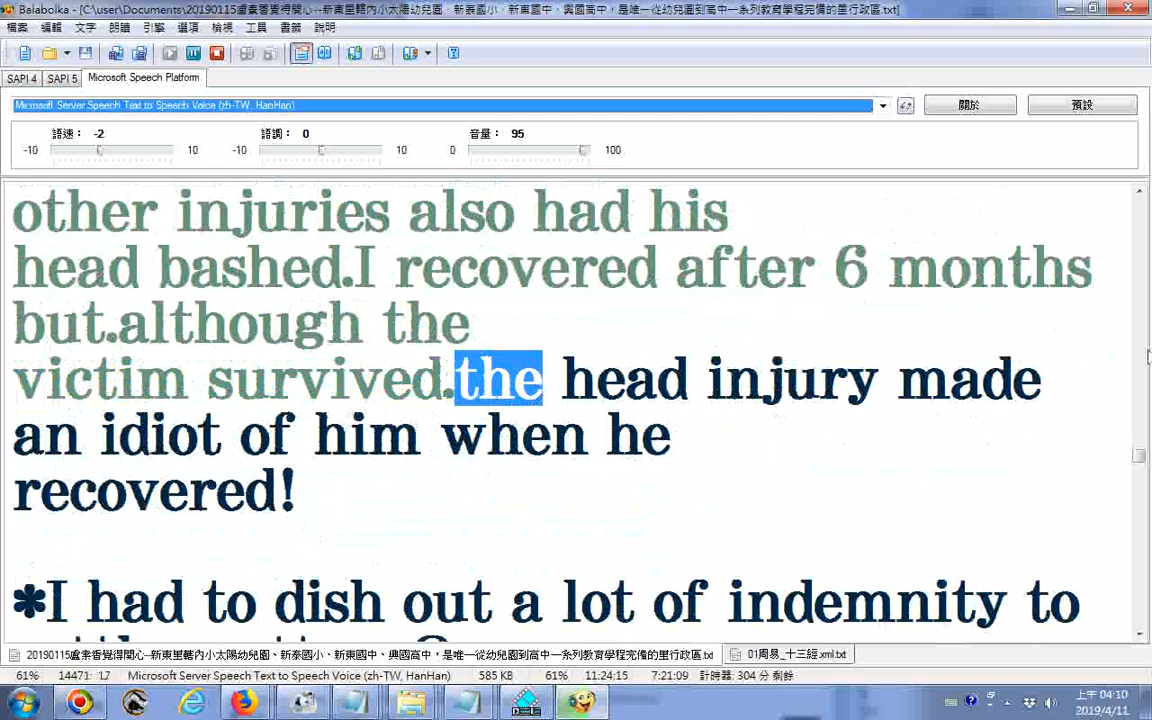 Balabolka - [C:\user\Documents\20190115盧素香覺得開心--新東里轄內小太陽幼兒園、新泰國小、新東國中、興國高中，是唯一從幼兒園到高中一系列教育學程完備的里行政區.txt]
檔案 編輯 文字 朗讀 引擎 選項 檢視 工具 書籤 說明
SAPI 4 SAPI 5 Microsoft Speech Platform
Microsoft Server Speech Text to Speech Voice (zh-TW, HanHan) 關於 預設
語速： -2 語調： 0 音量： 95
-10 10 -10 10 0 100
other injuries also had his
head bashed.I recovered after 6 months
but.although the
victim survived.the head injury made
an idiot of him when he
recovered!
*I had to dish out a lot of indemnity to
20190115盧素香覺得開心--新東里轄內小太陽幼兒園、新泰國小、新東國中、興國高中，是唯一從幼兒園到高中一系列教育學程完備的里行政區.txt 01周易_十三經.xml.txt
61% 14471: 17 Microsoft Server Speech Text to Speech Voice (zh-TW, HanHan) 585 KB 61% 11:24:15 7:21:09 計時器: 304 分 剩餘
上午 04:10
2019/4/11